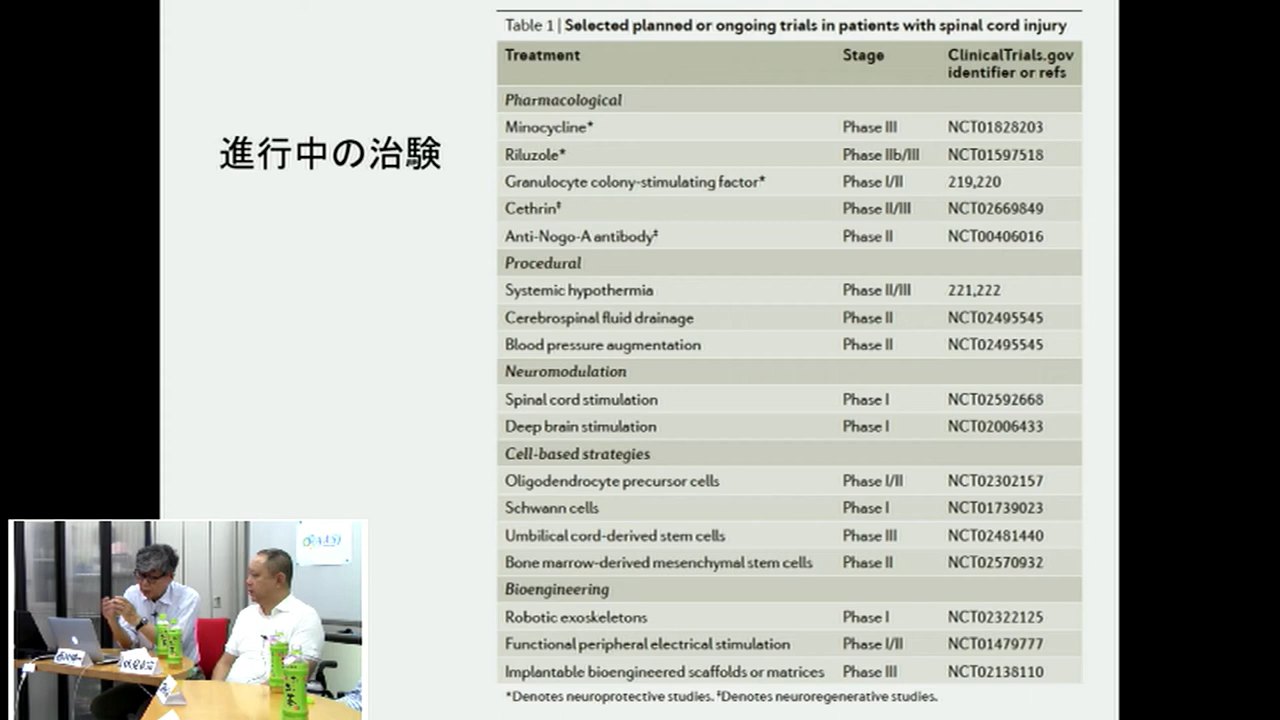 進行中の治験
Table 1 | Selected planned or ongoing trials in patients with spinal cord injury
Treatment Stage ClinicalTrials.gov identifier or refs
Pharmacological
Minocycline* Phase III NCT01828203
Riluzole* Phase IIb/III NCT01597518
Granulocyte colony-stimulating factor* Phase I/II 219,220
Cethrin‡ Phase II/III NCT02669849
Anti-Nogo-A antibody‡ Phase II NCT00406016
Procedural
Systemic hypothermia Phase II/III 221,222
Cerebrospinal fluid drainage Phase II NCT02495545
Blood pressure augmentation Phase II NCT02495545
Neuromodulation
Spinal cord stimulation Phase I NCT02592668
Deep brain stimulation Phase I NCT02006433
Cell-based strategies
Oligodendrocyte precursor cells Phase I/II NCT02302157
Schwann cells Phase I NCT01739023
Umbilical cord-derived stem cells Phase III NCT02481440
Bone marrow-derived mesenchymal stem cells Phase II NCT02570932
Bioengineering
Robotic exoskeletons Phase I NCT02322125
Functional peripheral electrical stimulation Phase I/II NCT01479777
Implantable bioengineered scaffolds or matrices Phase III NCT02138110
*Denotes neuroprotective studies. ‡Denotes neuroregenerative studies.